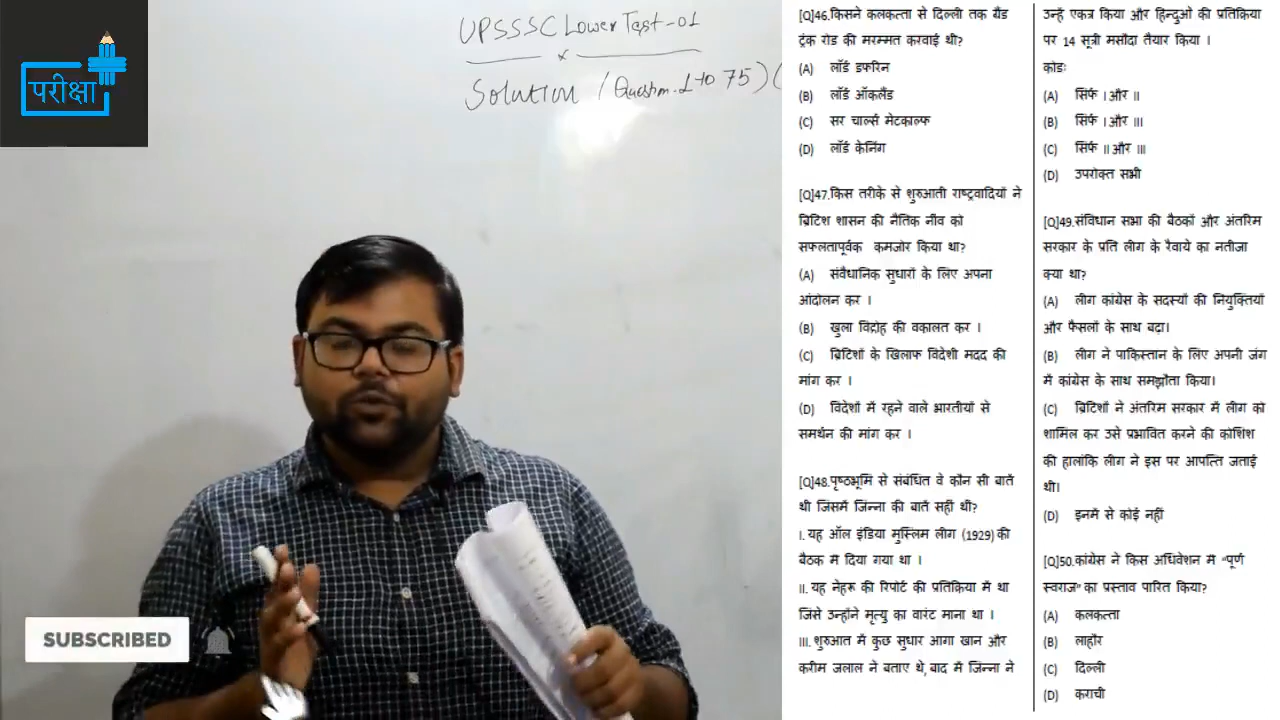 परीक्षा
UPSSSC Lower Test-01
x
Solution (Question. 1 to 75) (
SUBSCRIBED
[Q]46.किसने कलकत्ता से दिल्ली तक ग्रैंड
ट्रंक रोड की मरम्मत करवाई थी?
(A) लॉर्ड डफरिन
(B) लॉर्ड ऑकलैंड
(C) सर चार्ल्स मेटकाल्फ
(D) लॉर्ड केनिंग
[Q]47.किस तरीके से शुरुआती राष्ट्रवादियों ने
ब्रिटिश शासन की नैतिक नींव को
सफलतापूर्वक कमजोर किया था?
(A) संवैधानिक सुधारों के लिए अपना
आंदोलन कर ।
(B) खुला विद्रोह की वकालत कर ।
(C) ब्रिटिशों के खिलाफ विदेशी मदद की
मांग कर ।
(D) विदेशों में रहने वाले भारतीयों से
समर्थन की मांग कर ।
[Q]48.पृष्ठभूमि से संबंधित वे कौन सी बातें
थी जिसमें जिन्ना की बातें सही थी?
I. यह ऑल इंडिया मुस्लिम लीग (1929) की
बैठक में दिया गया था ।
II. यह नेहरू की रिपोर्ट की प्रतिक्रिया में था
जिसे उन्होंने मृत्यु का वारंट माना था ।
III. शुरुआत में कुछ सुधार आगा खान और
करीम जलाल ने बताए थे, बाद में जिन्ना ने
उन्हें एकत्र किया और हिन्दुओं की प्रतिक्रिया
पर 14 सूत्री मसौदा तैयार किया ।
कोडः
(A) सिर्फ I और II
(B) सिर्फ I और III
(C) सिर्फ II और III
(D) उपरोक्त सभी
[Q]49.संविधान सभा की बैठकों और अंतरिम
सरकार के प्रति लीग के रैवाये का नतीजा
क्या था?
(A) लीग कांग्रेस के सदस्यों की नियुक्तियों
और फैसलों के साथ बढ़ा।
(B) लीग ने पाकिस्तान के लिए अपनी जंग
में कांग्रेस के साथ समझौता किया।
(C) ब्रिटिशों ने अंतरिम सरकार में लीग को
शामिल कर उसे प्रभावित करने की कोशिश
की हालांकि लीग ने इस पर आपत्ति जताई
थी।
(D) इनमें से कोई नहीं
[Q]50.कांग्रेस ने किस अधिवेशन में “पूर्ण
स्वराज” का प्रस्ताव पारित किया?
(A) कलकत्ता
(B) लाहौर
(C) दिल्ली
(D) कराची